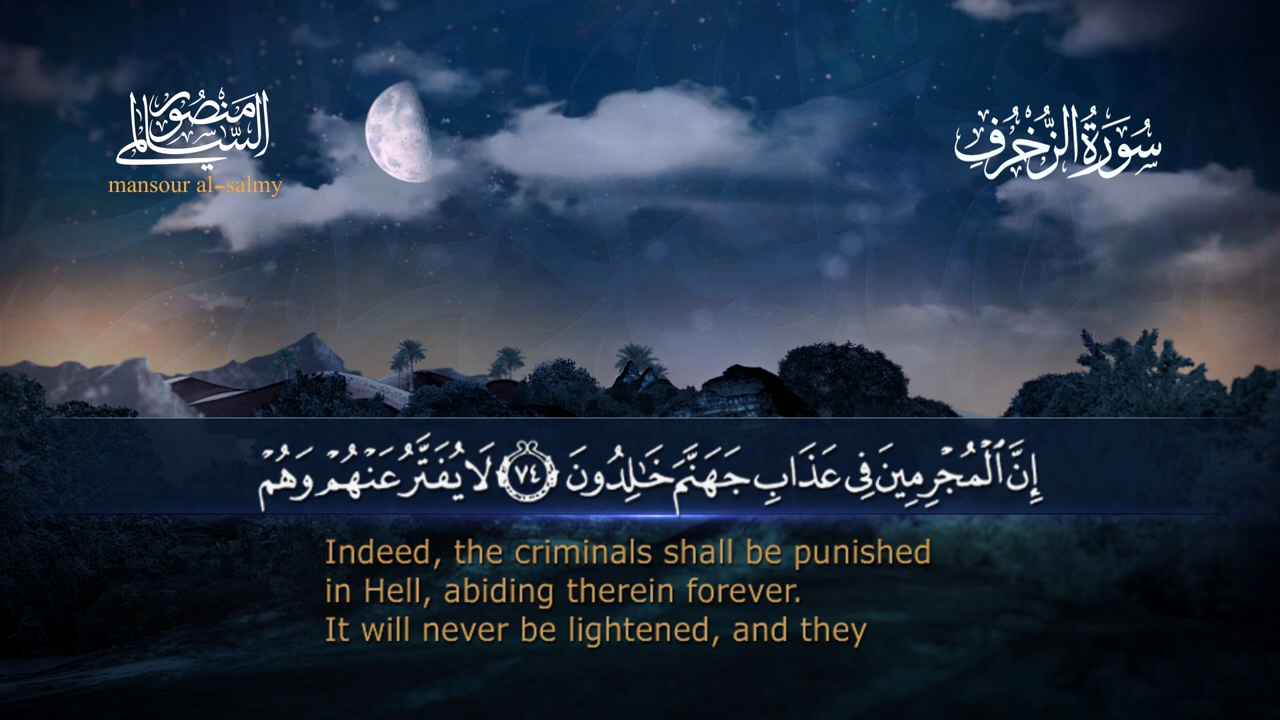 منصور
السالمي
mansour al-salmy
سُورَةُ الزُّخْرُفِ
إِنَّ ٱلْمُجْرِمِينَ فِى عَذَابِ جَهَنَّمَ خَٰلِدُونَ ٧٤ لَا يُفَتَّرُ عَنْهُمْ وَهُمْ
Indeed, the criminals shall be punished
in Hell, abiding therein forever.
It will never be lightened, and they